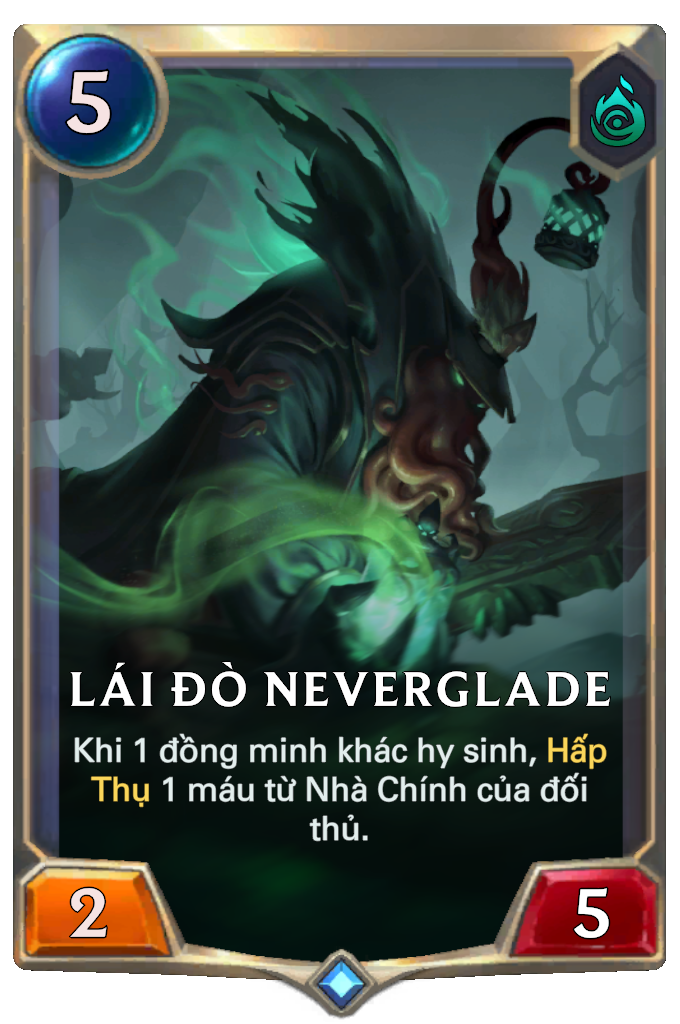 5
LÁI ĐÒ NEVERGLADE
Khi 1 đồng minh khác hy sinh, Hấp
Thụ 1 máu từ Nhà Chính của đối
thủ.
2
5